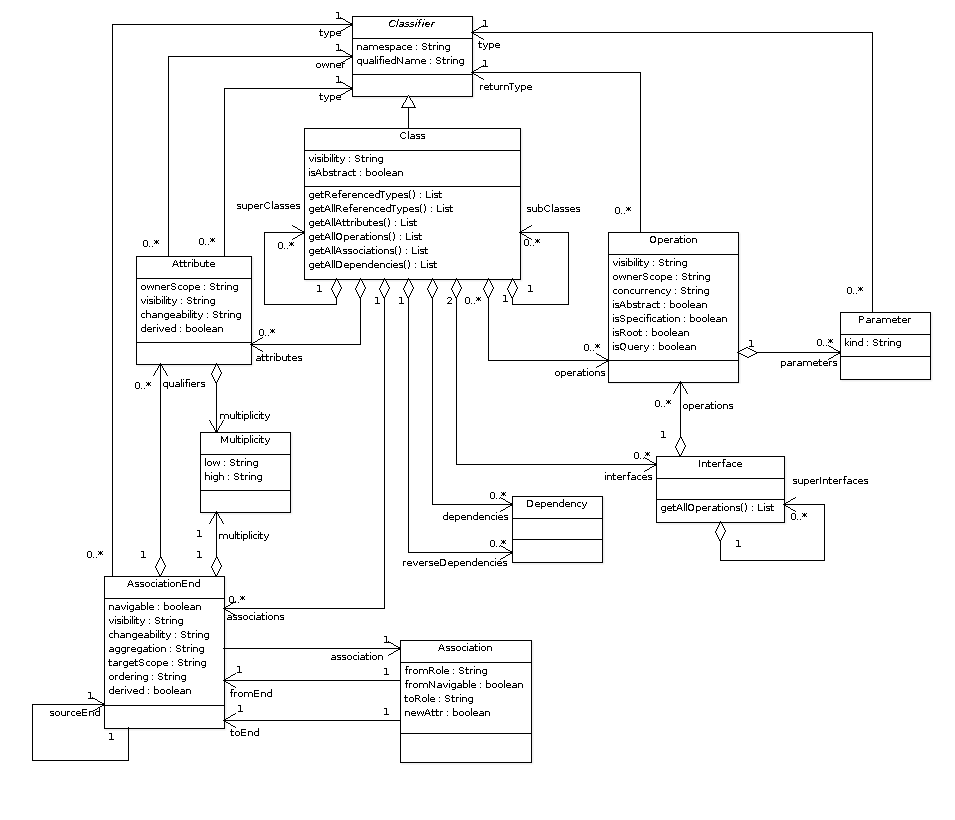 Classifier
namespace : String
qualifiedName : String
1
type
1
owner
1
type
1
type
1
returnType
Class
visibility : String
isAbstract : boolean
getReferencedTypes() : List
getAllReferencedTypes() : List
getAllAttributes() : List
getAllOperations() : List
getAllAssociations() : List
getAllDependencies() : List
superClasses
0..*
1
subClasses
0..*
1
1
1
1
2
0..*
0..*
0..*
Attribute
ownerScope : String
visibility : String
changeability : String
derived : boolean
0..*
attributes
0..*
Operation
visibility : String
ownerScope : String
concurrency : String
isAbstract : boolean
isSpecification : boolean
isRoot : boolean
isQuery : boolean
0..*
operations
0..*
Parameter
kind : String
1
0..*
parameters
0..*
qualifiers
multiplicity
Multiplicity
low : String
high : String
1
multiplicity
1
1
0..*
operations
1
Interface
getAllOperations() : List
0..*
interfaces
superInterfaces
0..*
1
0..*
dependencies
Dependency
0..*
reverseDependencies
0..*
AssociationEnd
navigable : boolean
visibility : String
changeability : String
aggregation : String
targetScope : String
ordering : String
derived : boolean
0..*
associations
1
association
1
fromEnd
1
1
toEnd
1
1
sourceEnd
1
Association
fromRole : String
fromNavigable : boolean
toRole : String
newAttr : boolean